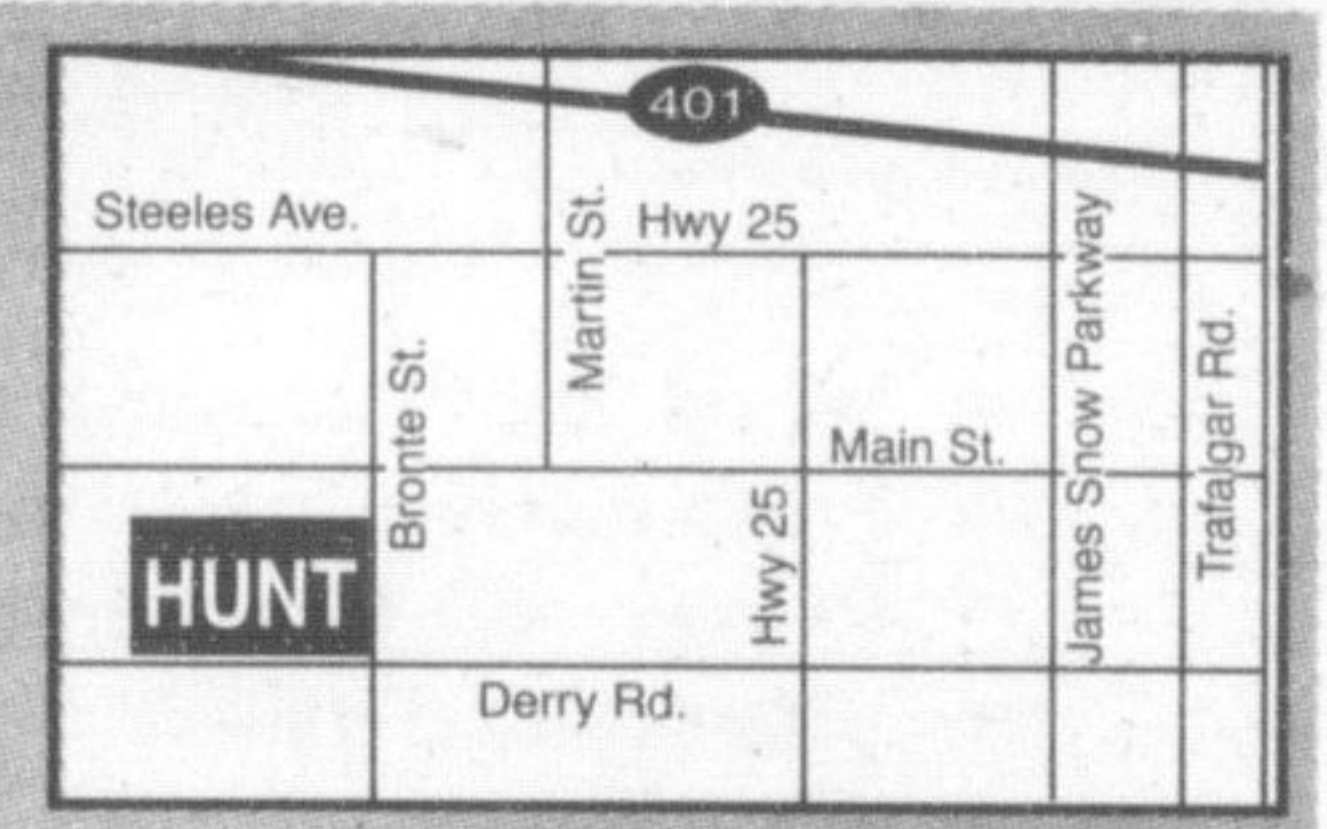 401
Steeles Ave.
Martin St.
Hwy 25
James Snow Parkway
Trafalgar Rd.
Bronte St.
Main St.
Hwy 25
HUNT
Derry Rd.